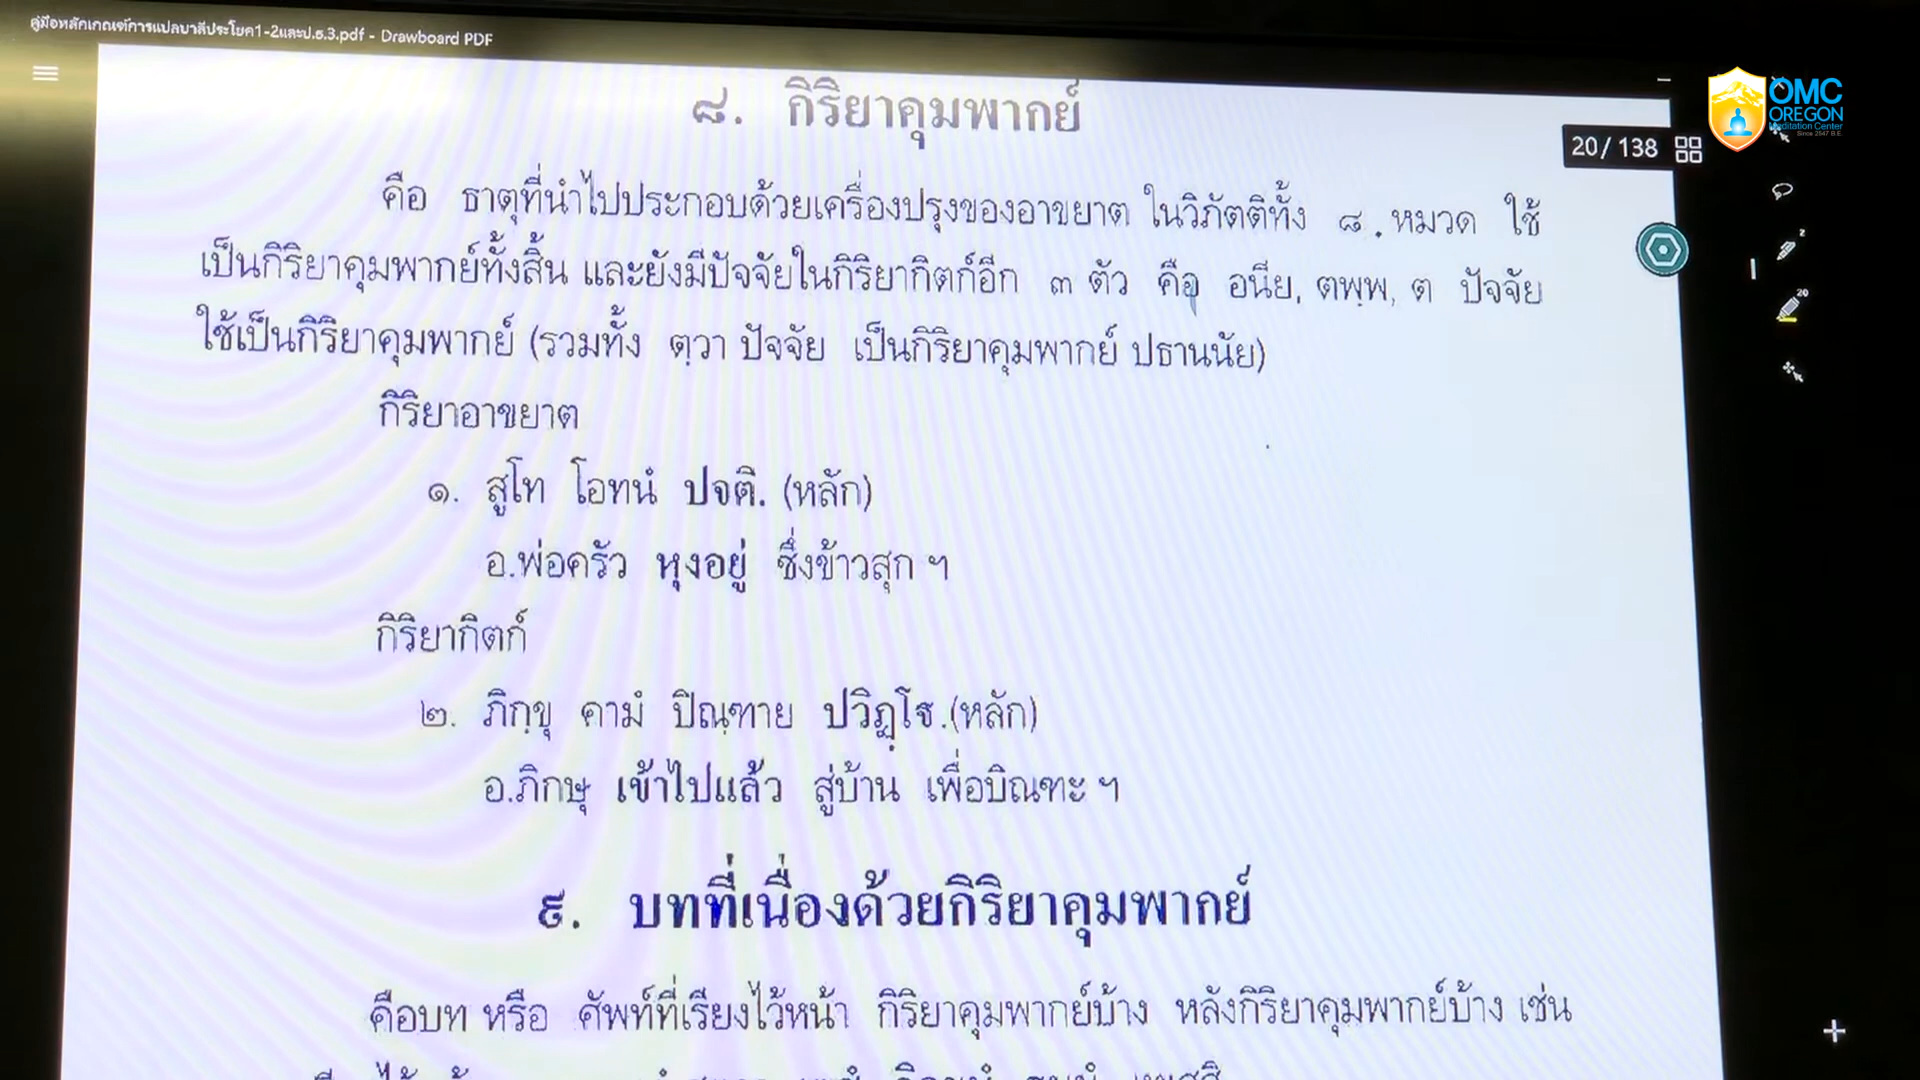 คู่มือหลักเกณฑ์การแปลบาลีประโยค1-2และป.ธ.3.pdf - Drawboard PDF
OMC
OREGON
Meditation Center
Since 2547 B.E.
20/ 138
๘. กิริยาคุมพากย์
คือ ธาตุที่นำไปประกอบด้วยเครื่องปรุงของอาขยาต ในวิภัตติทั้ง ๘ หมวด ใช้
เป็นกิริยาคุมพากย์ทั้งสิ้น และยังมีปัจจัยในกิริยากิตก์อีก ๓ ตัว คือ อนีย, ตพฺพ, ต ปัจจัย
ใช้เป็นกิริยาคุมพากย์ (รวมทั้ง ตฺวา ปัจจัย เป็นกิริยาคุมพากย์ ปธานนัย)
กิริยาอาขยาต
๑. สูโท โอทนํ ปจติ. (หลัก)
อ.พ่อครัว หุงอยู่ ซึ่งข้าวสุก ฯ
กิริยากิตก์
๒. ภิกฺขุ คามํ ปิณฺฑาย ปวิฏฺโฐ.(หลัก)
อ.ภิกษุ เข้าไปแล้ว สู่บ้าน เพื่อบิณฑะ ฯ
๙. บทที่เนื่องด้วยกิริยาคุมพากย์
คือบท หรือ ศัพท์ที่เรียงไว้หน้า กิริยาคุมพากย์บ้าง หลังกิริยาคุมพากย์บ้าง เช่น